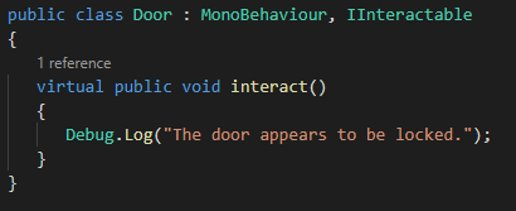 public class Door : MonoBehaviour, IInteractable
{
1 reference
virtual public void interact()
{
Debug.Log("The door appears to be locked.");
}
}